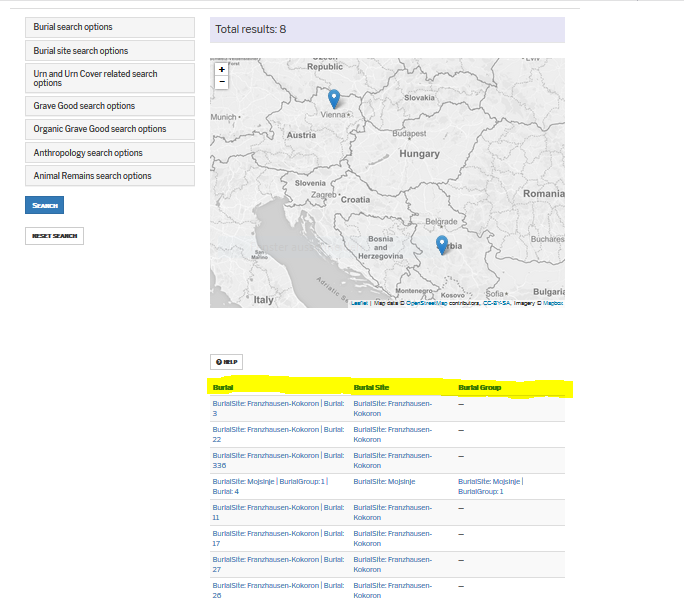 Burial search options
Burial site search options
Urn and Urn Cover related search
options
Grave Good search options
Organic Grave Good search options
Anthropology search options
Animal Remains search options
SEARCH
RESET SEARCH
Total results: 8
+
−
Republic
Slovakia
Munich
Vienna
Austria
Budapest
Hungary
Slovenia
Zagreb
Croatia
Romania
Belgrade
Bosnia
and
Herzegovina
rbia
Buchares
San
Marino
Adriatic S
Montenegro
Kosovo
Sofia
Bulgaria
Italy
Leaflet | Map data © OpenStreetMap contributors, CC-BY-SA, Imagery © Mapbox
HELP
Burial Burial Site Burial Group
BurialSite: Franzhausen-Kokoron | Burial: BurialSite: Franzhausen- —
3 Kokoron
BurialSite: Franzhausen-Kokoron | Burial: BurialSite: Franzhausen- —
22 Kokoron
BurialSite: Franzhausen-Kokoron | Burial: BurialSite: Franzhausen- —
336 Kokoron
BurialSite: Mojsinje | BurialGroup: 1 | BurialSite: Mojsinje BurialSite: Mojsinje |
Burial: 4 BurialGroup: 1
BurialSite: Franzhausen-Kokoron | Burial: BurialSite: Franzhausen- —
11 Kokoron
BurialSite: Franzhausen-Kokoron | Burial: BurialSite: Franzhausen- —
17 Kokoron
BurialSite: Franzhausen-Kokoron | Burial: BurialSite: Franzhausen- —
27 Kokoron
BurialSite: Franzhausen-Kokoron | Burial: BurialSite: Franzhausen- —
26 Kokoron